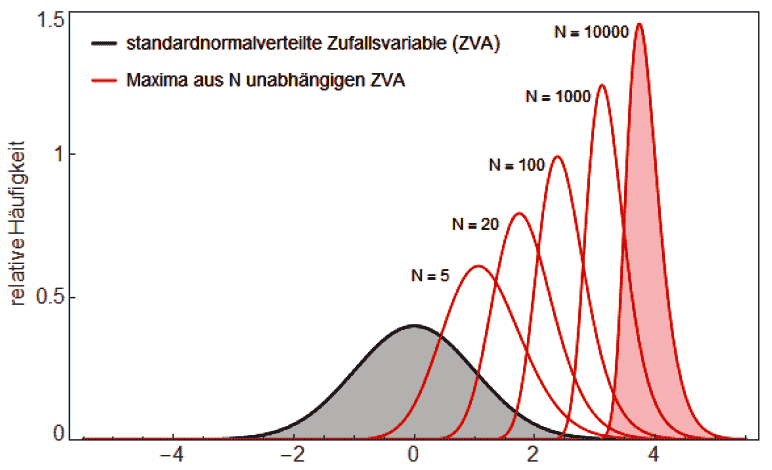 1.5
standardnormalverteilte Zufallsvariable (ZVA)
Maxima aus N unabhängigen ZVA
N = 10000
N = 1000
1
N = 100
N = 20
N = 5
relative Häufigkeit
0.5
0
−4 −2 0 2 4